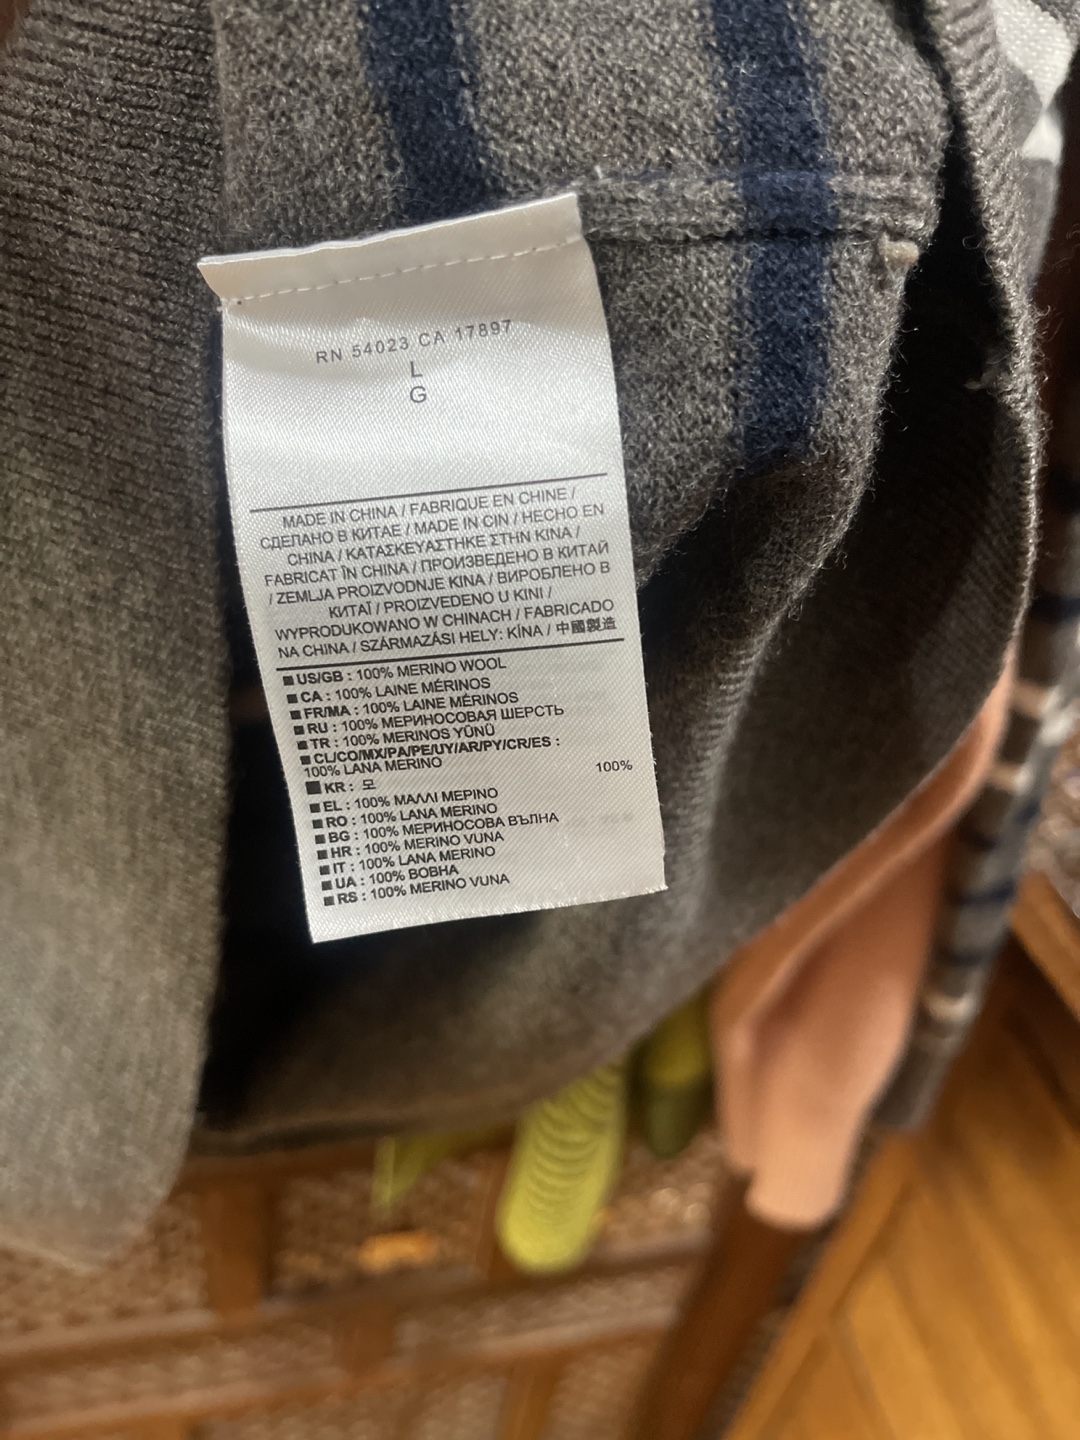 RN 54023 CA 17897
L
G
MADE IN CHINA / FABRIQUE EN CHINE /
СДЕЛАНО В КИТАЕ / MADE IN CIN / HECHO EN
CHINA / ΚΑΤΑΣΚΕΥΑΣΤΗΚΕ ΣΤΗΝ ΚΙΝΑ /
FABRICAT ÎN CHINA / ПРОИЗВЕДЕНО В КИТАЙ
/ ZEMLJA PROIZVODNJE KINA / ВИРОБЛЕНО В
КИТАЇ / PROIZVEDENO U KINI /
WYPRODUKOWANO W CHINACH / FABRICADO
NA CHINA / SZÁRMAZÁSI HELY: KÍNA / 中國製造
■ US/GB : 100% MERINO WOOL
■ CA : 100% LAINE MÉRINOS
■ FR/MA : 100% LAINE MÉRINOS
■ RU : 100% МЕРИНОСОВАЯ ШЕРСТЬ
■ TR : 100% MERINOS YÜNÜ
■ CL/CO/MX/PA/PE/UY/AR/PY/CR/ES :
100% LANA MERINO
■ KR : 모 100%
■ EL : 100% ΜΑΛΛΙ ΜΕΡΙΝΟ
■ RO : 100% LANA MERINO
■ BG : 100% МЕРИНОСОВА ВЪЛНА
■ HR : 100% MERINO VUNA
■ IT : 100% LANA MERINO
■ UA : 100% ВОВНА
■ RS : 100% MERINO VUNA